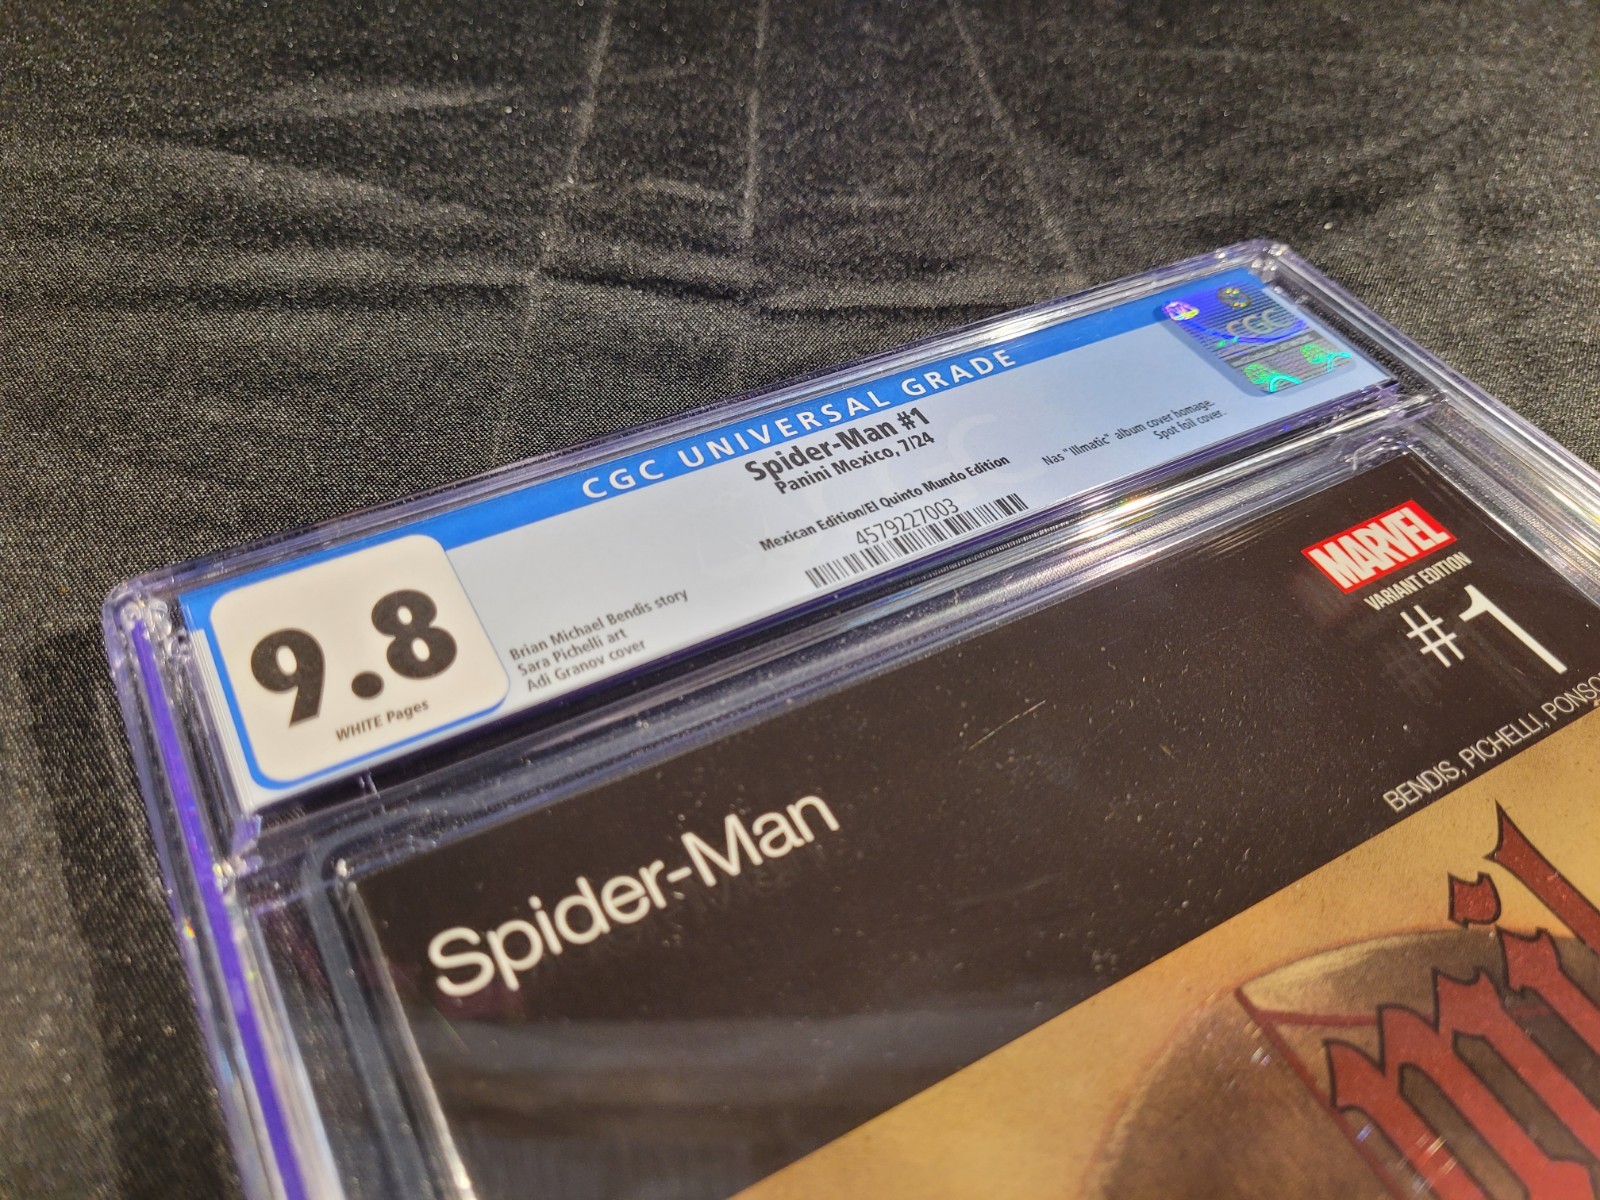 CGC UNIVERSAL GRADE
CGC
9.8
WHITE Pages
Spider-Man #1
Panini Mexico, 7/24
Mexican Edition/El Quinto Mundo Edition
4579227003
Brian Michael Bendis story
Sara Pichelli art
Adi Granov cover
Nas "Illmatic" album cover homage.
Spot foil cover.
MARVEL
VARIANT EDITION
#1
BENDIS, PICHELLI, PONSO
Spider-Man
mil